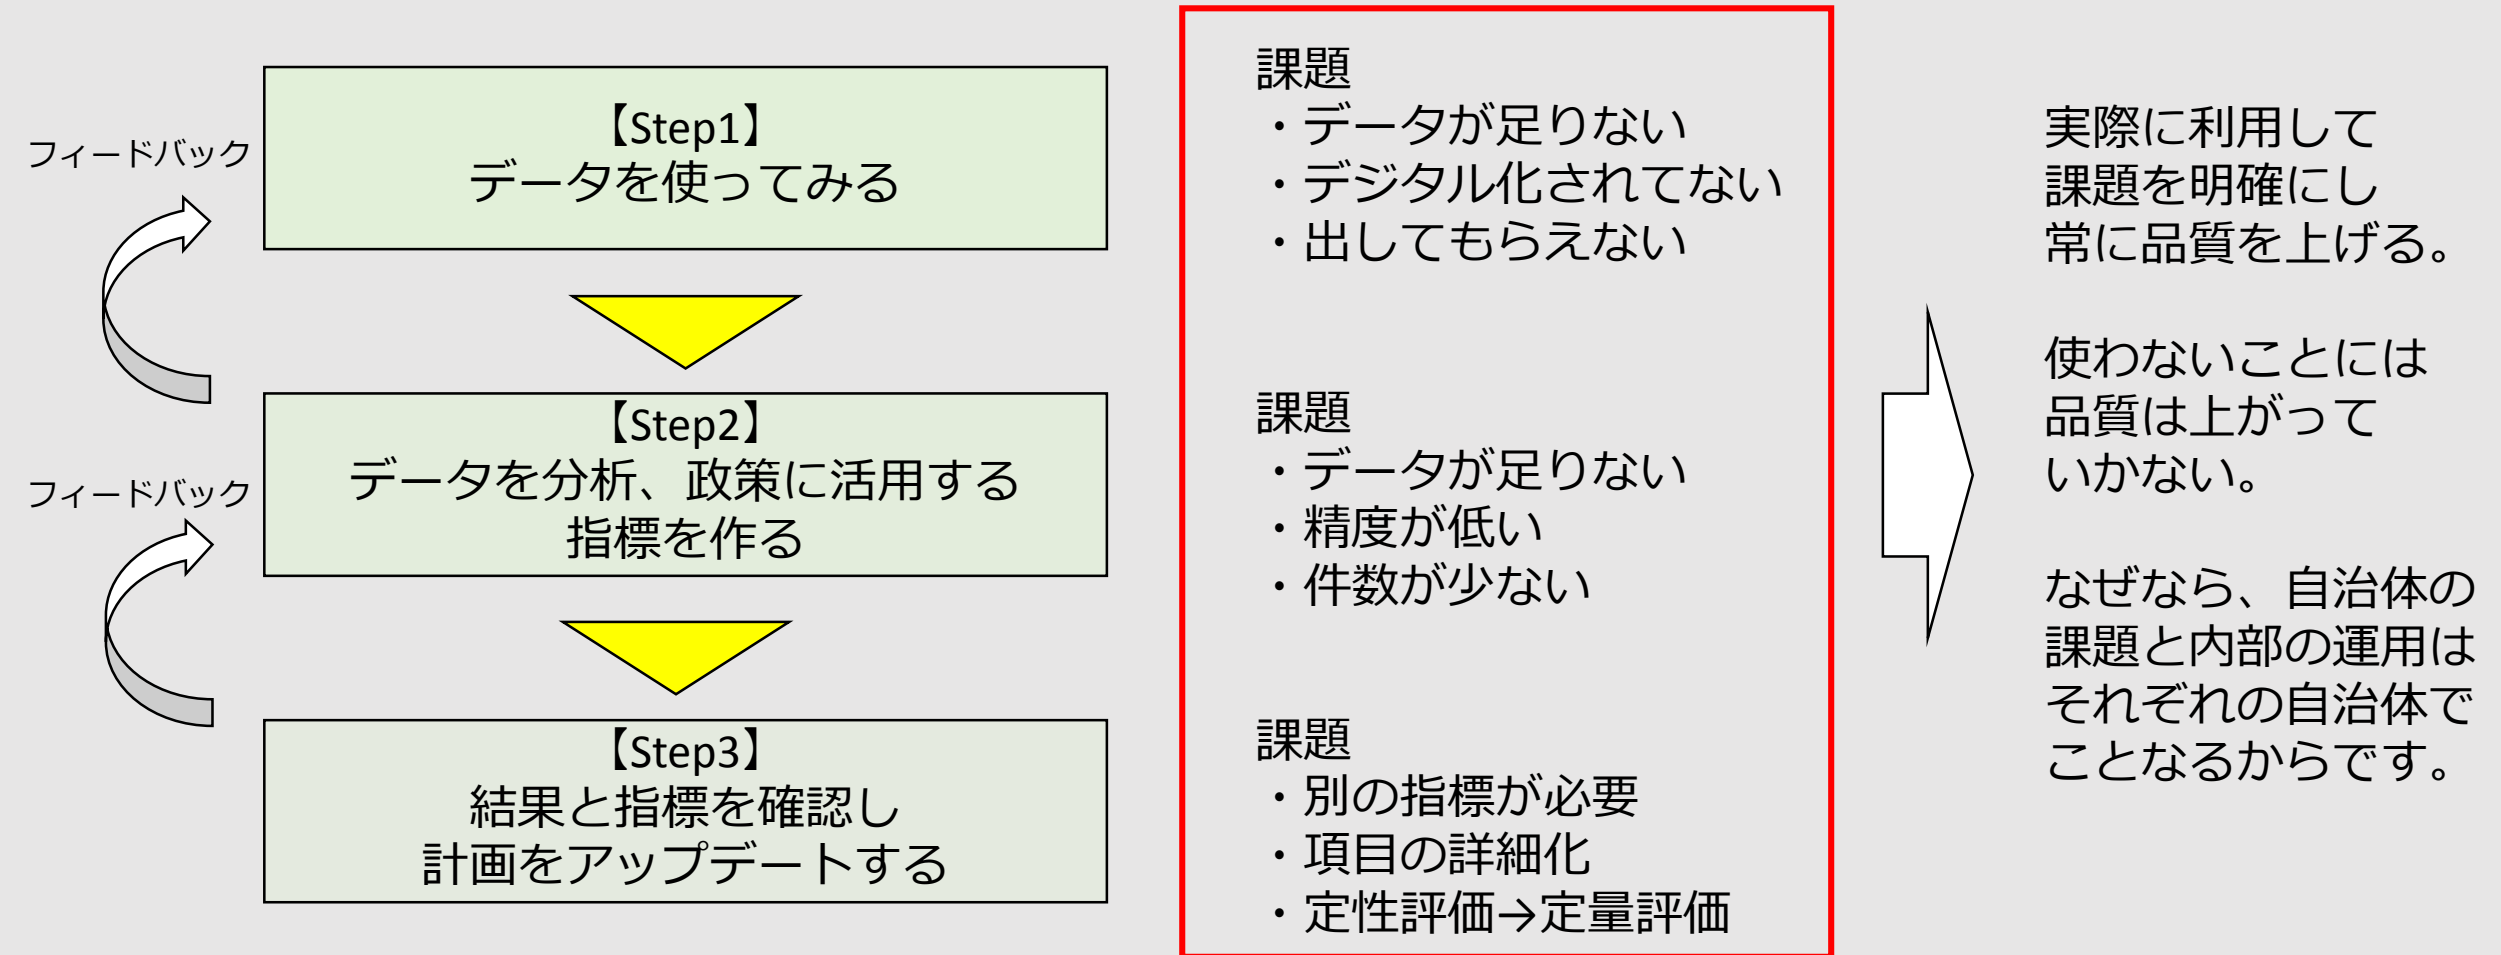 フィードバック
【Step1】
データを使ってみる
フィードバック
【Step2】
データを分析、政策に活用する
指標を作る
【Step3】
結果と指標を確認し
計画をアップデートする
課題
・データが足りない
・デジタル化されてない
・出してもらえない
課題
・データが足りない
・精度が低い
・件数が少ない
課題
・別の指標が必要
・項目の詳細化
・定性評価→定量評価
実際に利用して
課題を明確にし
常に品質を上げる。
使わないことには
品質は上がって
いかない。
なぜなら、自治体の
課題と内部の運用は
それぞれの自治体で
ことなるからです。